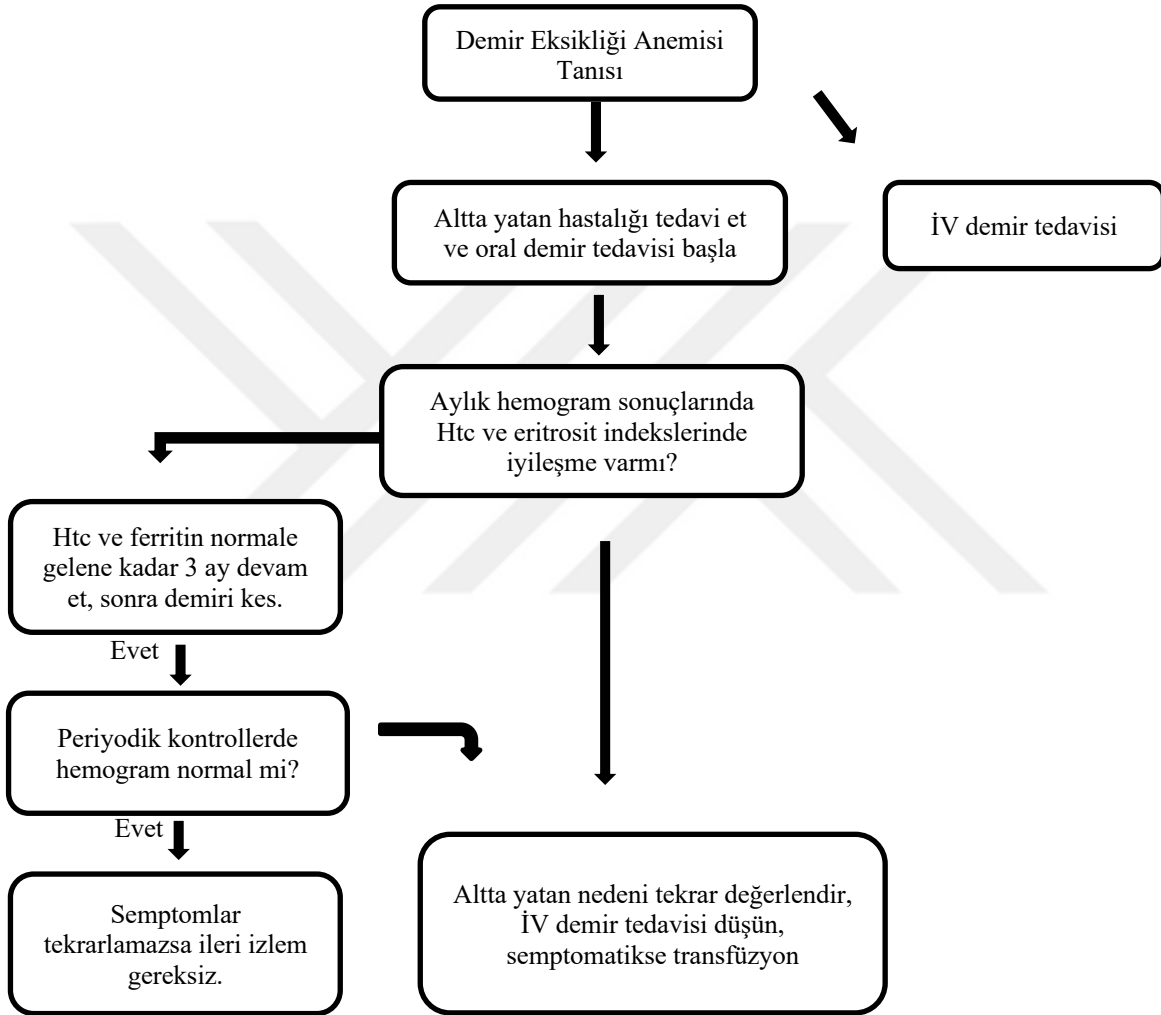 Demir Eksikliği Anemisi
Tanısı
Altta yatan hastalığı tedavi et
ve oral demir tedavisi başla
İV demir tedavisi
Aylık hemogram sonuçlarında
Htc ve eritrosit indekslerinde
iyileşme varmı?
Htc ve ferritin normale
gelene kadar 3 ay devam
et, sonra demiri kes.
Evet
Periyodik kontrollerde
hemogram normal mi?
Evet
Semptomlar
tekrarlamazsa ileri izlem
gereksiz.
Altta yatan nedeni tekrar değerlendir,
İV demir tedavisi düşün,
semptomatikse transfüzyon